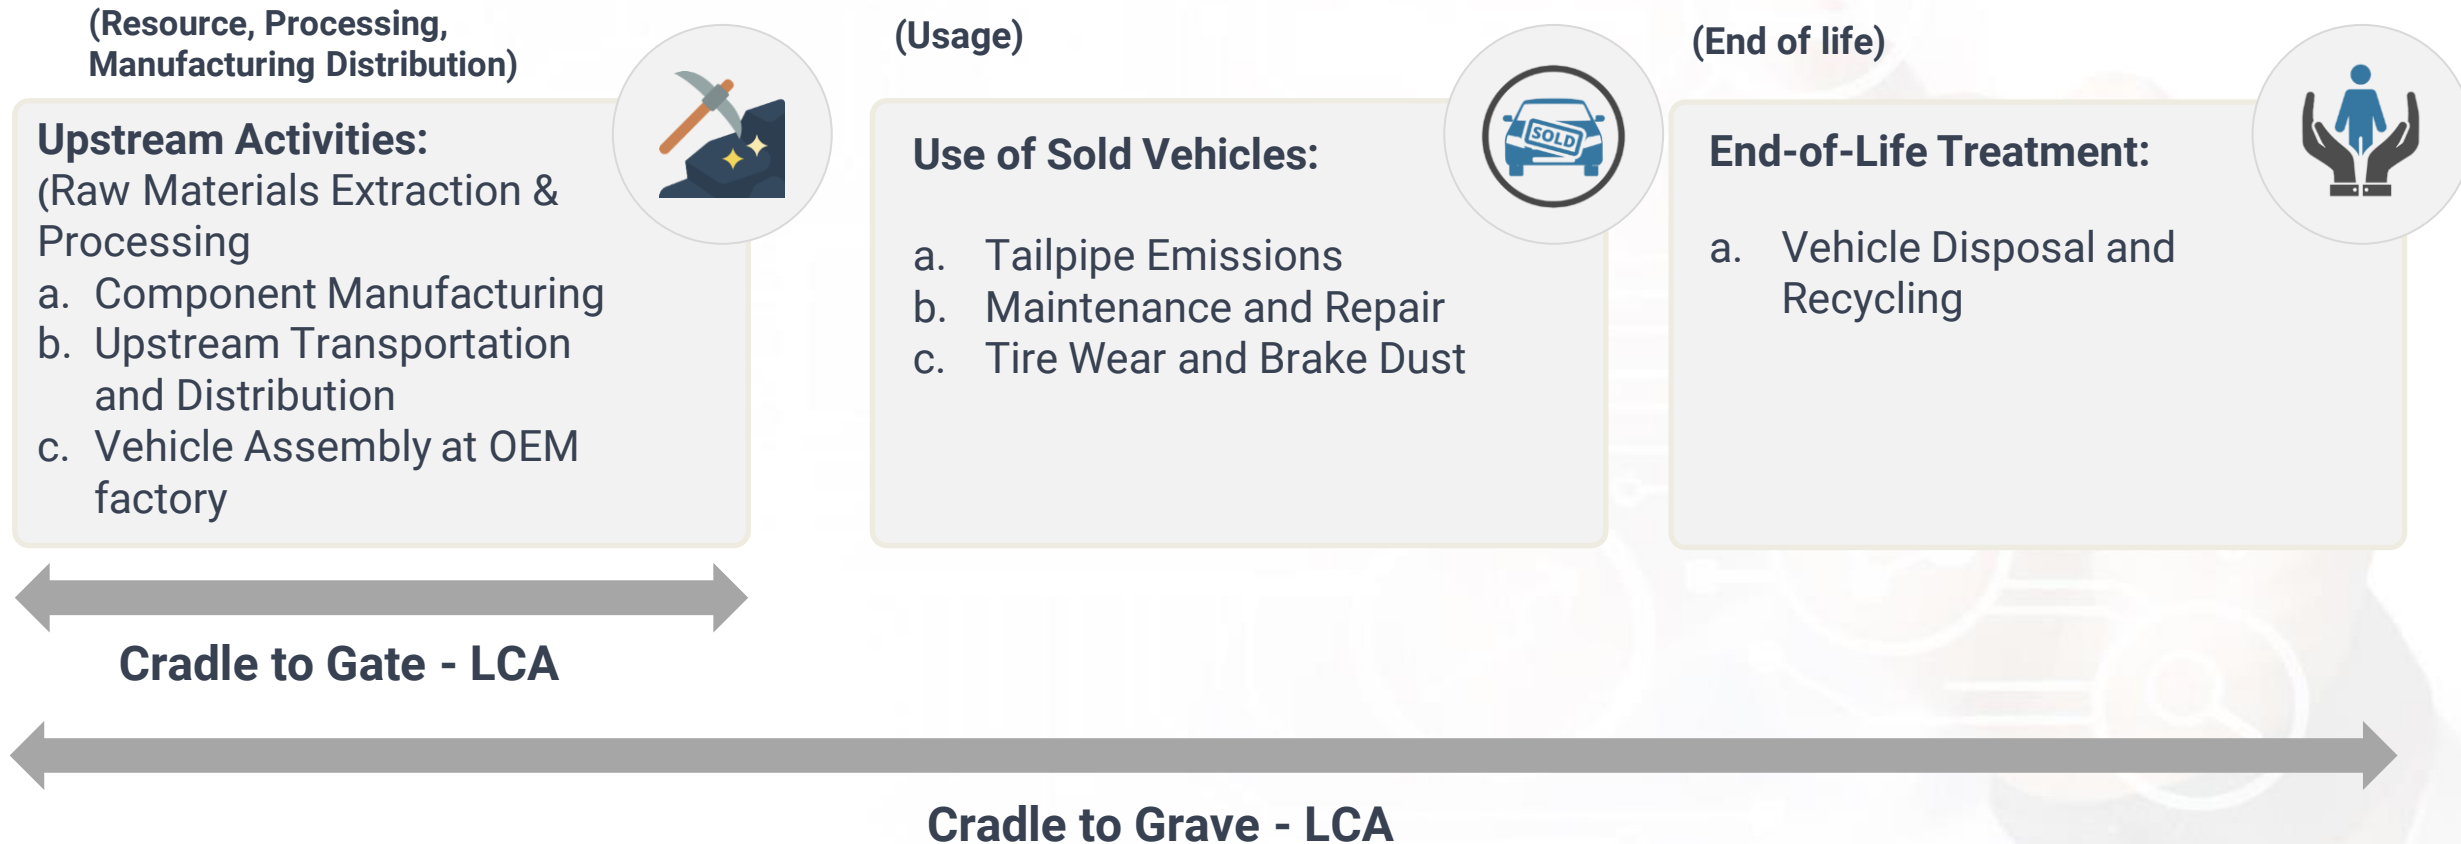 (Resource, Processing,
Manufacturing Distribution)
Upstream Activities:
(Raw Materials Extraction &
Processing
a. Component Manufacturing
b. Upstream Transportation
and Distribution
c. Vehicle Assembly at OEM
factory
(Usage)
SOLD
Use of Sold Vehicles:
a. Tailpipe Emissions
b. Maintenance and Repair
c. Tire Wear and Brake Dust
(End of life)
End-of-Life Treatment:
a. Vehicle Disposal and
Recycling
Cradle to Gate - LCA
Cradle to Grave - LCA